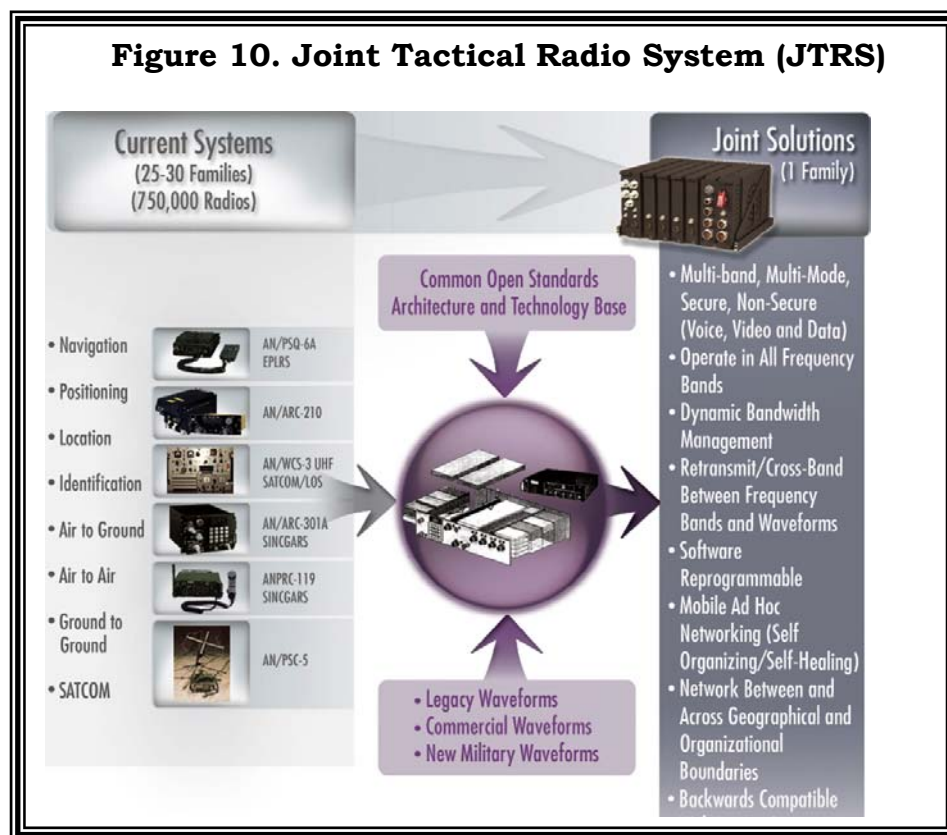 Figure 10. Joint Tactical Radio System (JTRS)
Current Systems
(25-30 Families)
(750,000 Radios)
Joint Solutions
(1 Family)
Common Open Standards
Architecture and Technology Base
• Navigation
• Positioning
• Location
• Identification
• Air to Ground
• Air to Air
• Ground to
Ground
• SATCOM
AN/PSQ-6A
EPLRS
AN/ARC-210
AN/WCS-3 UHF
SATCOM/LOS
AN/ARC-301A
SINCGARS
ANPRC-119
SINCGARS
AN/PSC-5
• Legacy Waveforms
• Commercial Waveforms
• New Military Waveforms
• Multi-band, Multi-Mode,
Secure, Non-Secure
(Voice, Video and Data)
• Operate in All Frequency
Bands
• Dynamic Bandwidth
Management
• Retransmit/Cross-Band
Between Frequency
Bands and Waveforms
• Software
Reprogrammable
• Mobile Ad Hoc
Networking (Self
Organizing/Self-Healing)
• Network Between and
Across Geographical and
Organizational
Boundaries
• Backwards Compatible